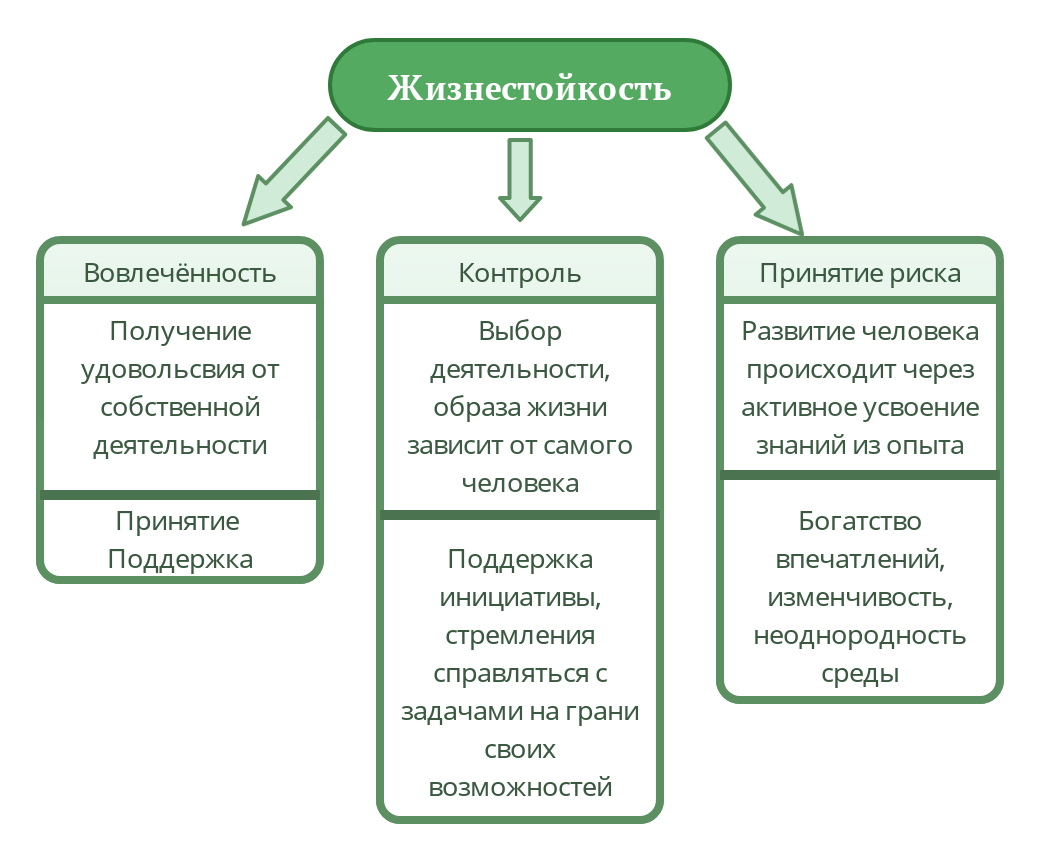 Жизнестойкость
Вовлечённость
Получение
удовольсвия от
собственной
деятельности
Принятие
Поддержка
Контроль
Выбор
деятельности,
образа жизни
зависит от самого
человека
Поддержка
инициативы,
стремления
справляться с
задачами на грани
своих
возможностей
Принятие риска
Развитие человека
происходит через
активное усвоение
знаний из опыта
Богатство
впечатлений,
изменчивость,
неоднородность
среды